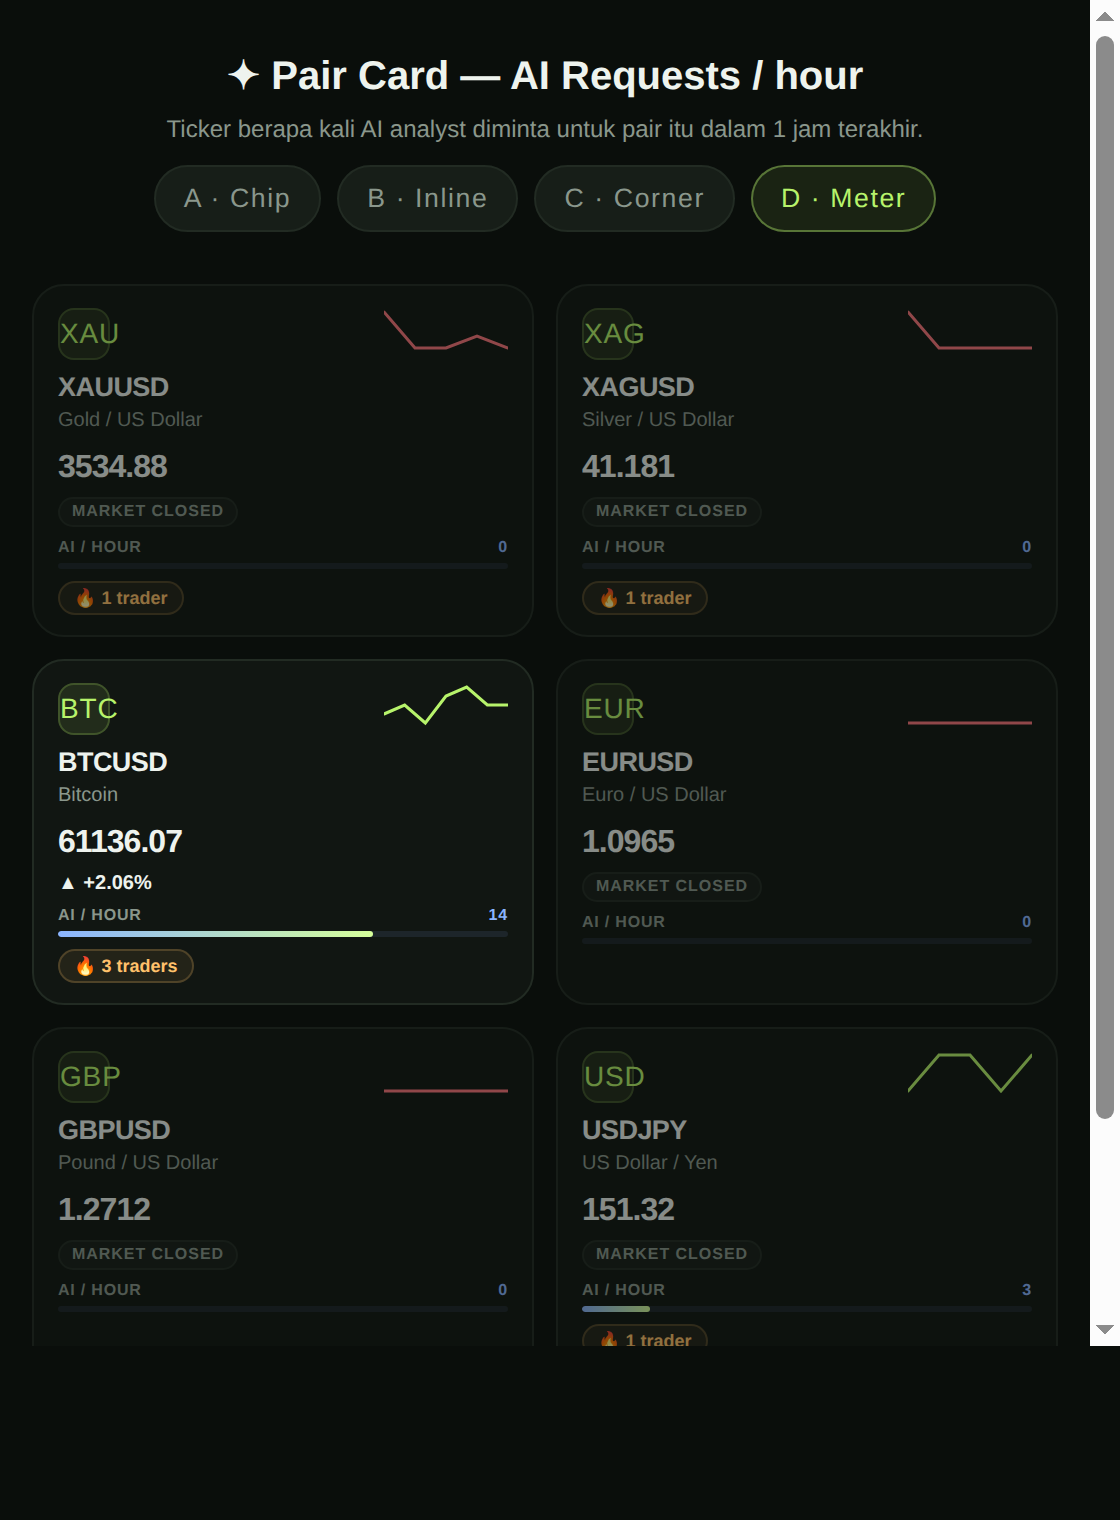 ✦ Pair Card — AI Requests / hour
Ticker berapa kali AI analyst diminta untuk pair itu dalam 1 jam terakhir.
A · Chip
B · Inline
C · Corner
D · Meter
XAU
XAUUSD
Gold / US Dollar
3534.88
MARKET CLOSED
AI / HOUR 0
🔥 1 trader
XAG
XAGUSD
Silver / US Dollar
41.181
MARKET CLOSED
AI / HOUR 0
🔥 1 trader
BTC
BTCUSD
Bitcoin
61136.07
▲ +2.06%
AI / HOUR 14
🔥 3 traders
EUR
EURUSD
Euro / US Dollar
1.0965
MARKET CLOSED
AI / HOUR 0
GBP
GBPUSD
Pound / US Dollar
1.2712
MARKET CLOSED
AI / HOUR 0
USD
USDJPY
US Dollar / Yen
151.32
MARKET CLOSED
AI / HOUR 3
🔥 1 trader